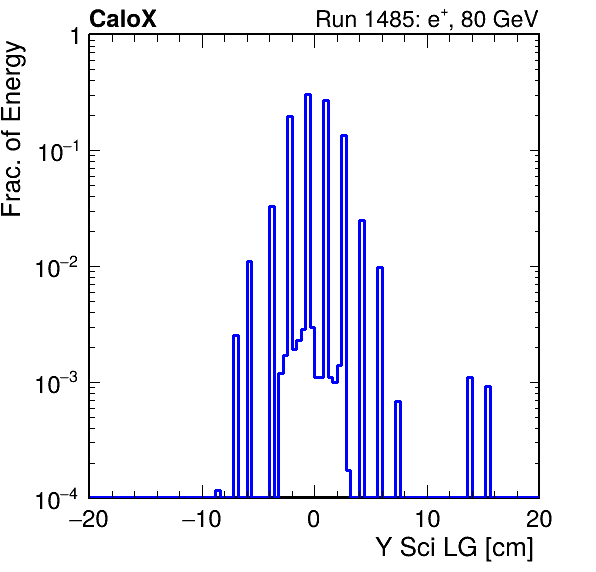 CaloX Run 1485: e⁺, 80 GeV
Frac. of Energy
1
10⁻¹
10⁻²
10⁻³
10⁻⁴
−20 −10 0 10 20
Y Sci LG [cm]